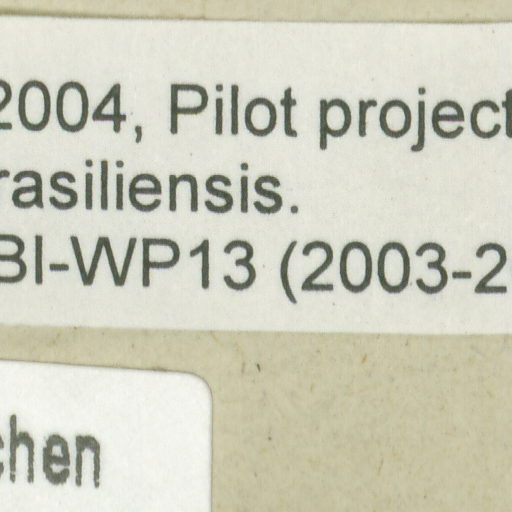 2004, Pilot project
rasiliensis.
BI-WP13 (2003-2
chen